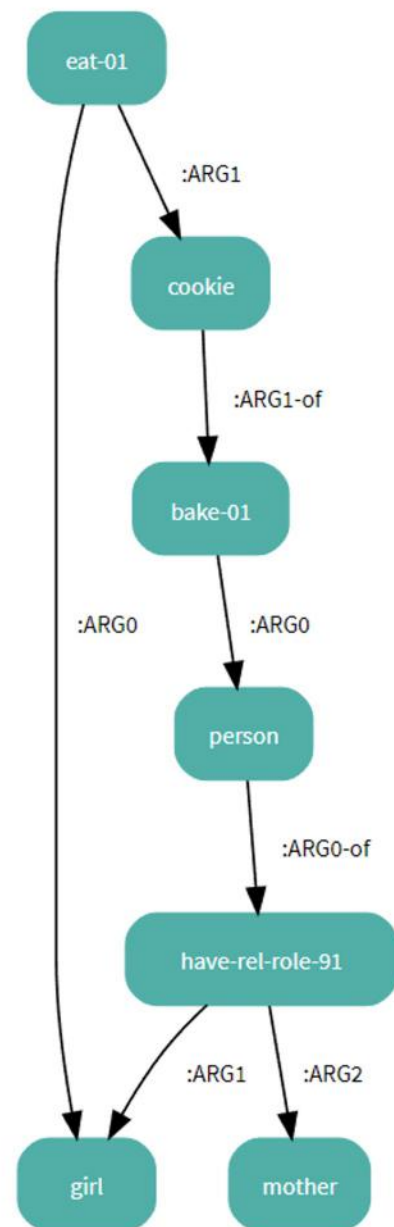 eat-01
:ARG1
cookie
:ARG1-of
bake-01
:ARG0
:ARG0
person
:ARG0-of
have-rel-role-91
:ARG1
:ARG2
girl
mother